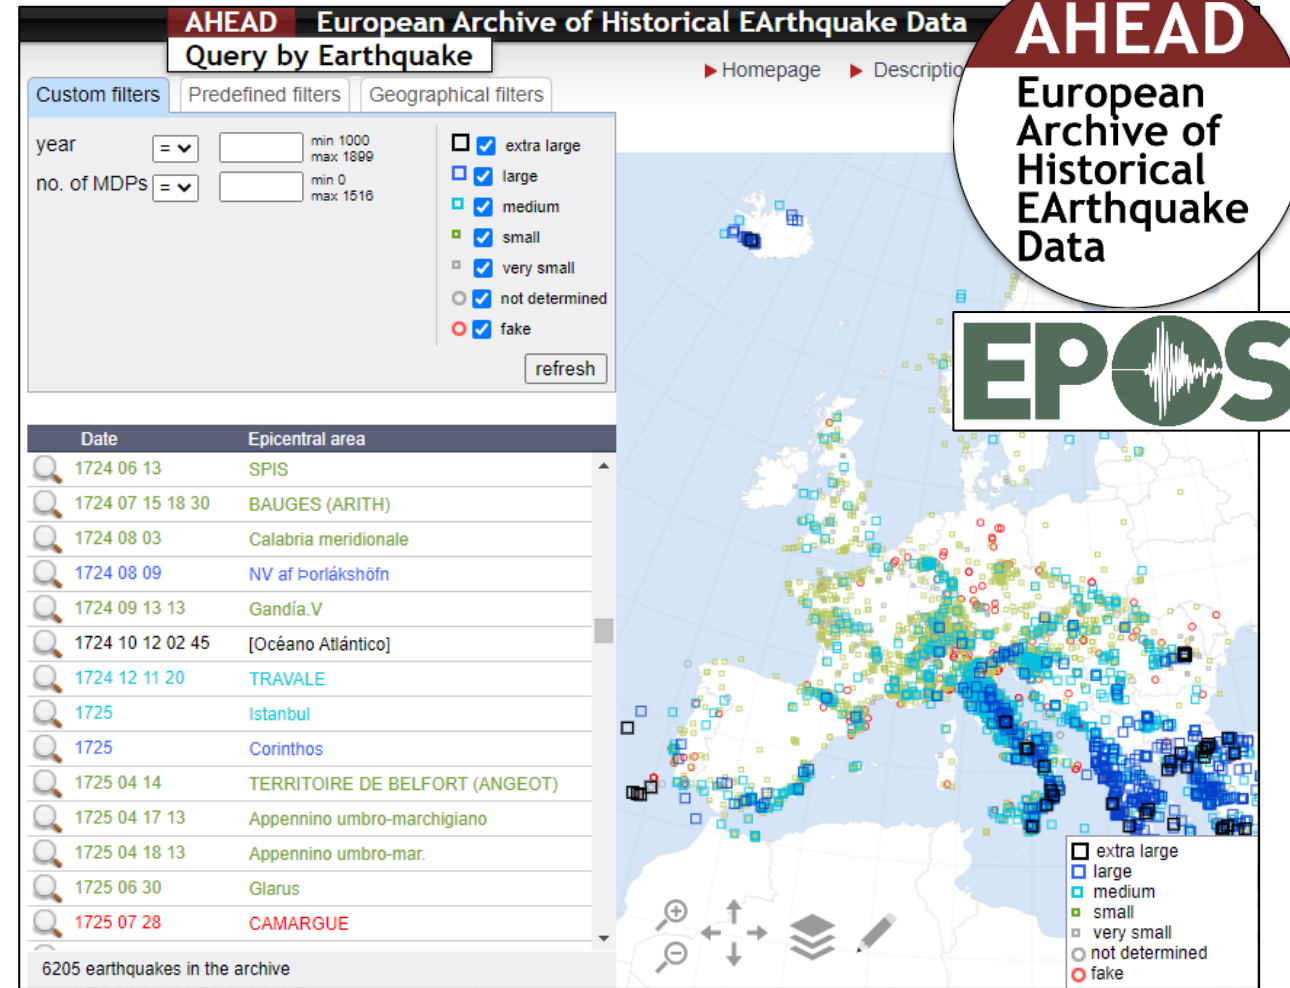 AHEAD European Archive of Historical EArthquake Data
Query by Earthquake
Homepage
Descriptio
AHEAD
European
Archive of
Historical
EArthquake
Data
EPOS
Custom filters
Predefined filters
Geographical filters
year = min 1000
max 1899
no. of MDPs = min 0
max 1516
extra large
large
medium
small
very small
not determined
fake
refresh
Date Epicentral area
1724 06 13 SPIS
1724 07 15 18 30 BAUGES (ARITH)
1724 08 03 Calabria meridionale
1724 08 09 NV af Þorlákshöfn
1724 09 13 13 Gandía.V
1724 10 12 02 45 [Océano Atlántico]
1724 12 11 20 TRAVALE
1725 Istanbul
1725 Corinthos
1725 04 14 TERRITOIRE DE BELFORT (ANGEOT)
1725 04 17 13 Appennino umbro-marchigiano
1725 04 18 13 Appennino umbro-mar.
1725 06 30 Glarus
1725 07 28 CAMARGUE
6205 earthquakes in the archive
extra large
large
medium
small
very small
not determined
fake